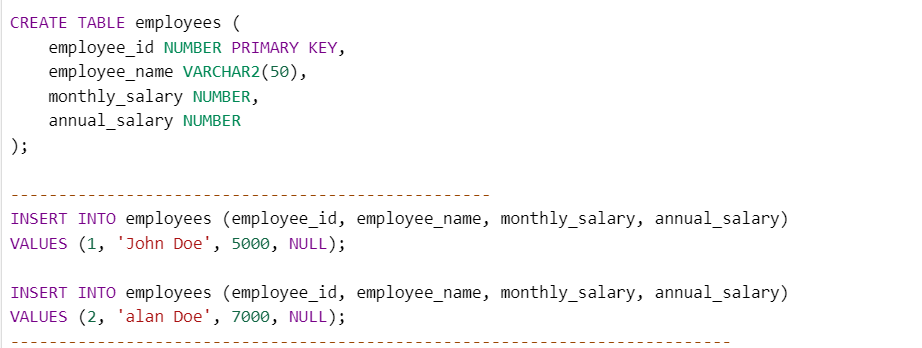 CREATE TABLE employees (
    employee_id NUMBER PRIMARY KEY,
    employee_name VARCHAR2(50),
    monthly_salary NUMBER,
    annual_salary NUMBER
);
--------------------------------------------------
INSERT INTO employees (employee_id, employee_name, monthly_salary, annual_salary)
VALUES (1, 'John Doe', 5000, NULL);
INSERT INTO employees (employee_id, employee_name, monthly_salary, annual_salary)
VALUES (2, 'alan Doe', 7000, NULL);
---------------------------------------------------------------------------